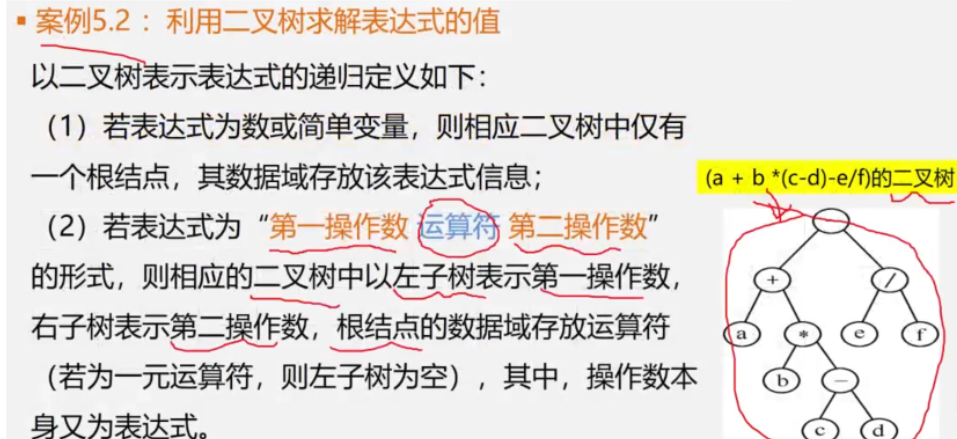 ▪ 案例5.2 ：利用二叉树求解表达式的值
以二叉树表示表达式的递归定义如下：
（1）若表达式为数或简单变量，则相应二叉树中仅有
一个根结点，其数据域存放该表达式信息；
（2）若表达式为“第一操作数 运算符 第二操作数”
的形式，则相应的二叉树中以左子树表示第一操作数，
右子树表示第二操作数，根结点的数据域存放运算符
（若为一元运算符，则左子树为空），其中，操作数本
身又为表达式。
(a + b *(c-d)-e/f)的二叉树
+ /
a * e f
b −
c d